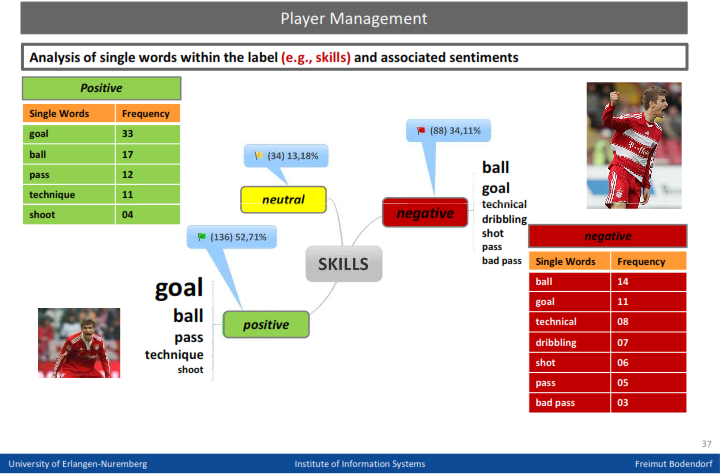 Player Management
Analysis of single words within the label (e.g., skills) and associated sentiments
Positive
Single Words Frequency
goal 33
ball 17
pass 12
technique 11
shoot 04
(34) 13,18%
neutral
(88) 34,11%
negative
ball
goal
technical
dribbling
shot
pass
bad pass
(136) 52,71%
SKILLS
positive
goal
ball
pass
technique
shoot
negative
Single Words Frequency
ball 14
goal 11
technical 08
dribbling 07
shot 06
pass 05
bad pass 03
37
University of Erlangen-Nuremberg Institute of Information Systems Freimut Bodendorf